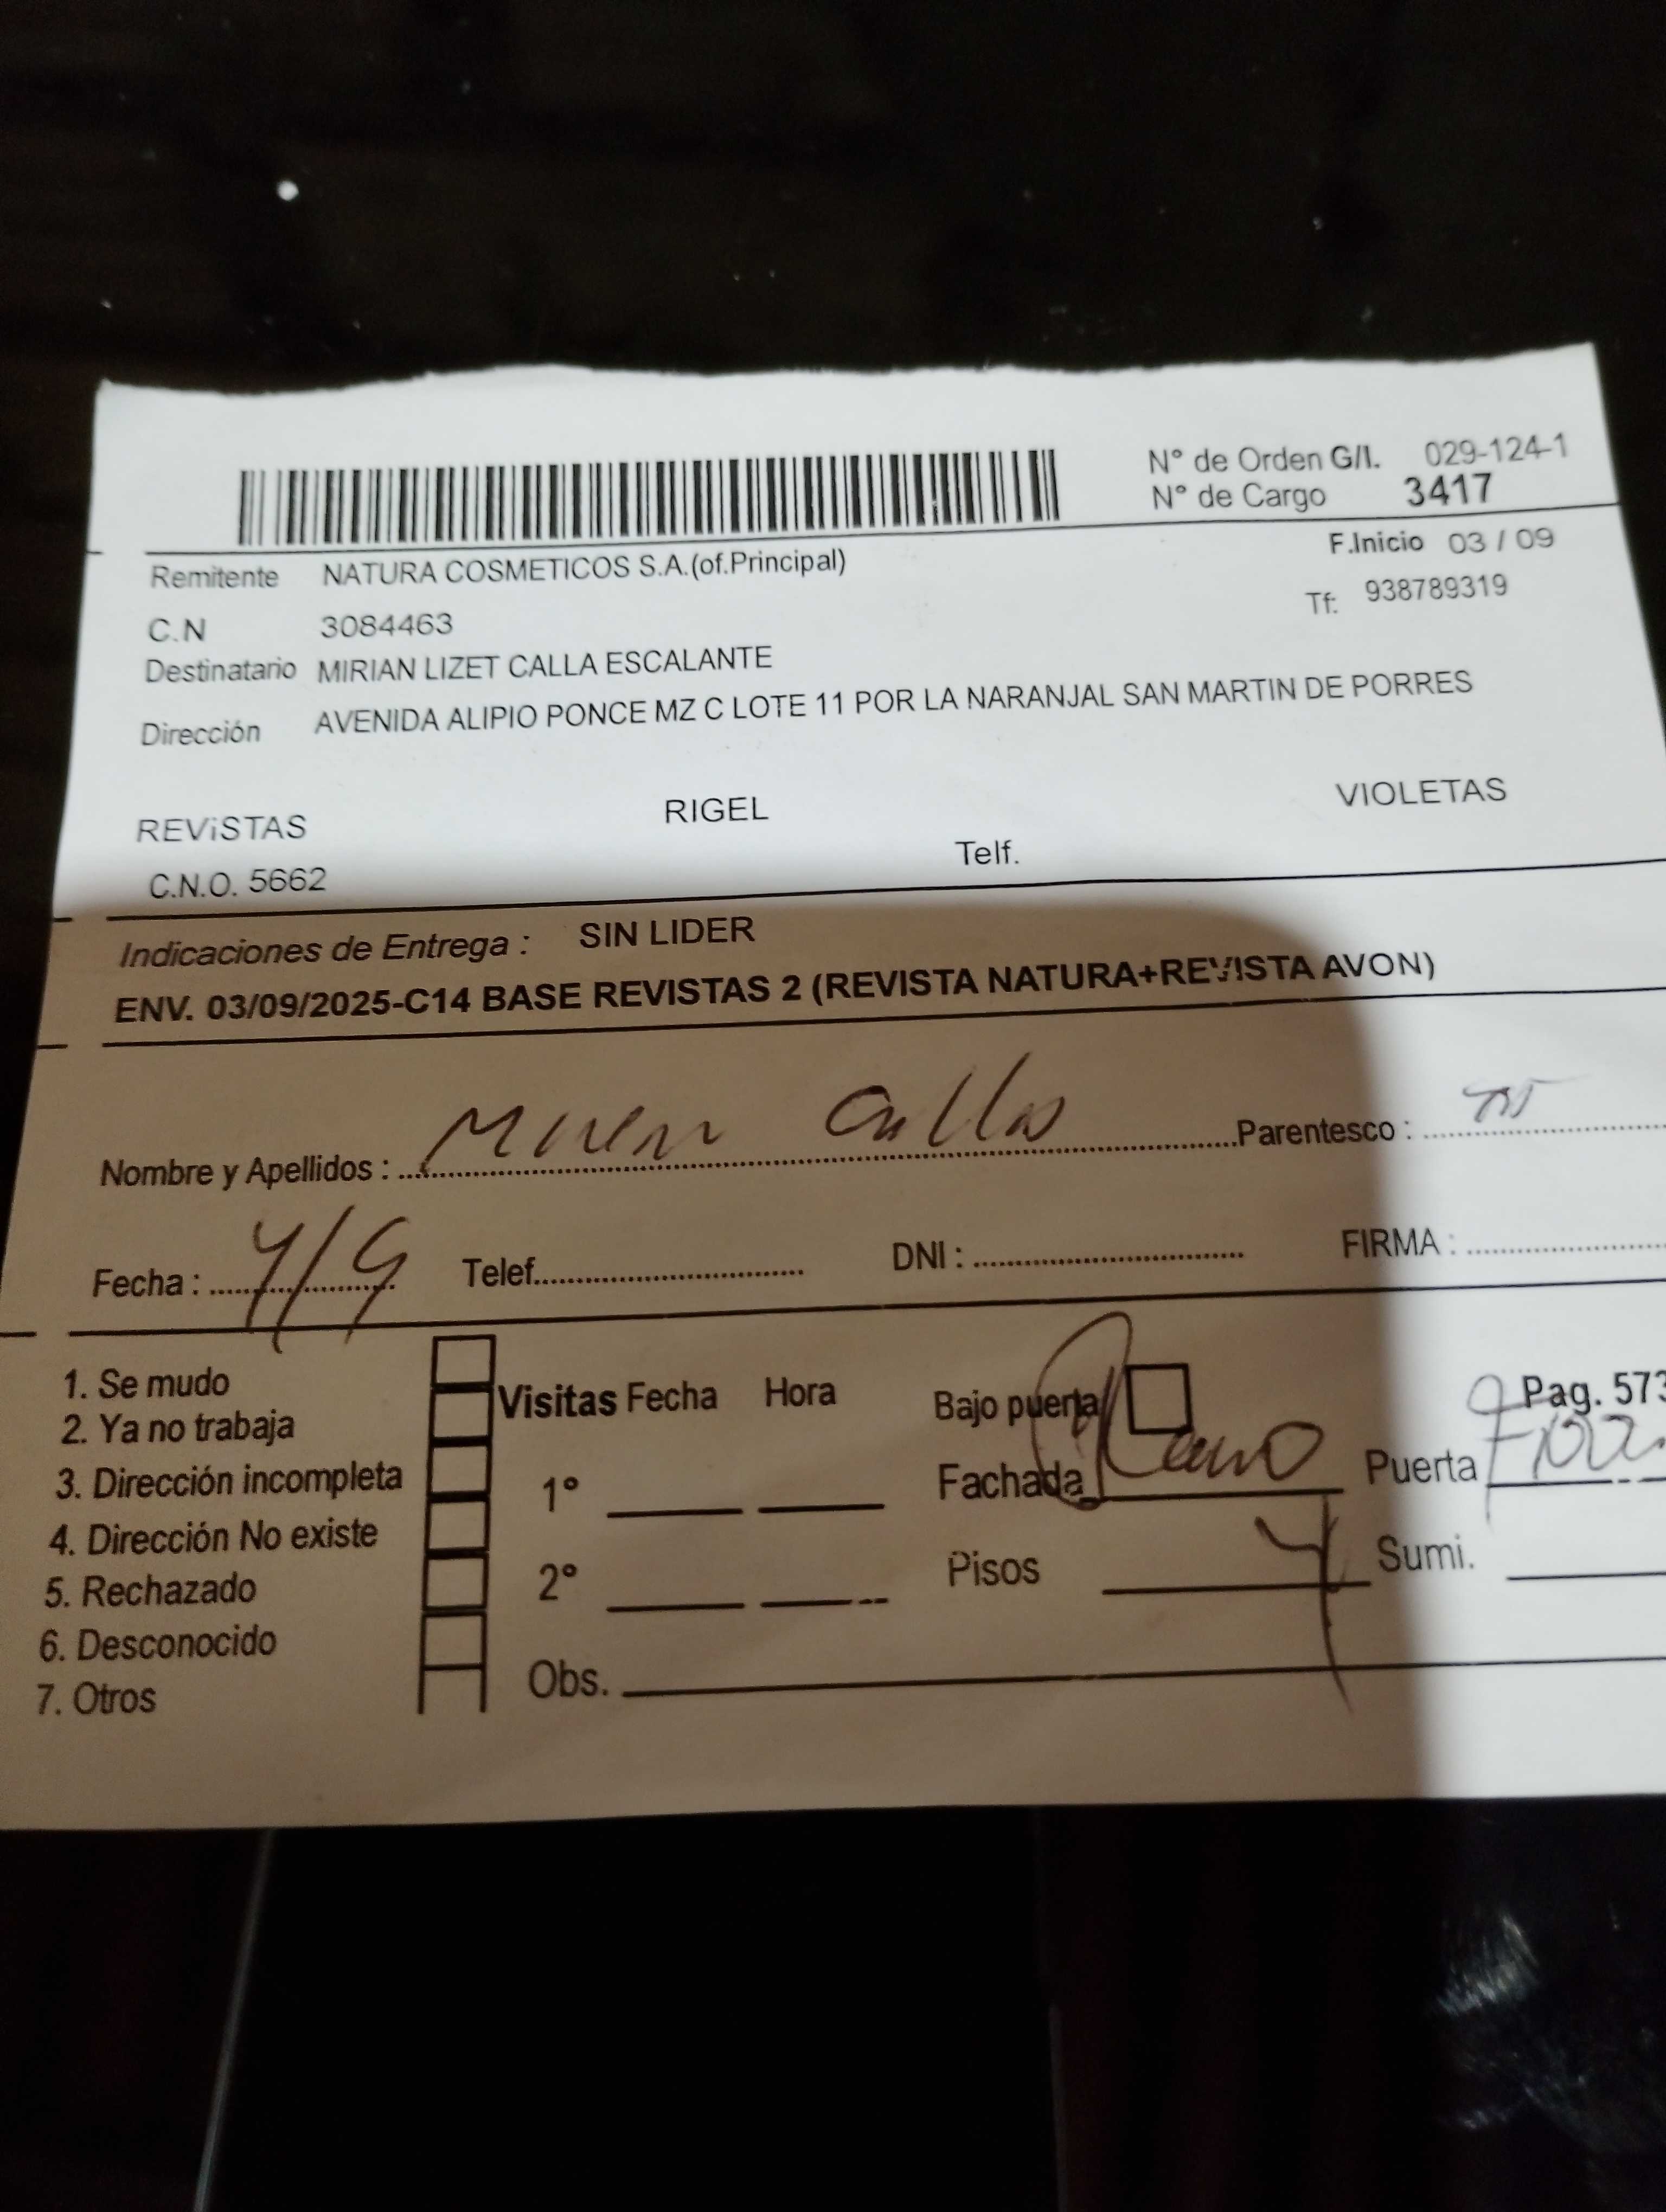 N° de Orden G/I. 029-124-1
N° de Cargo 3417
F.Inicio 03 / 09
Remitente NATURA COSMETICOS S.A.(of.Principal)
Tf: 938789319
C.N 3084463
Destinatario MIRIAN LIZET CALLA ESCALANTE
Dirección AVENIDA ALIPIO PONCE MZ C LOTE 11 POR LA NARANJAL SAN MARTIN DE PORRES
REViSTAS RIGEL VIOLETAS
C.N.O. 5662 Telf.
Indicaciones de Entrega : SIN LIDER
ENV. 03/09/2025-C14 BASE REVISTAS 2 (REVISTA NATURA+REVISTA AVON)
Nombre y Apellidos : Calla Parentesco :
Fecha : 4/9 Telef. DNI : FIRMA :
1. Se mudo
2. Ya no trabaja
3. Dirección incompleta
4. Dirección No existe
5. Rechazado
6. Desconocido
7. Otros
Visitas Fecha Hora
1°
2°
Obs.
Bajo puerta Pag. 573
Fachada Puerta
Pisos 4 Sumi.